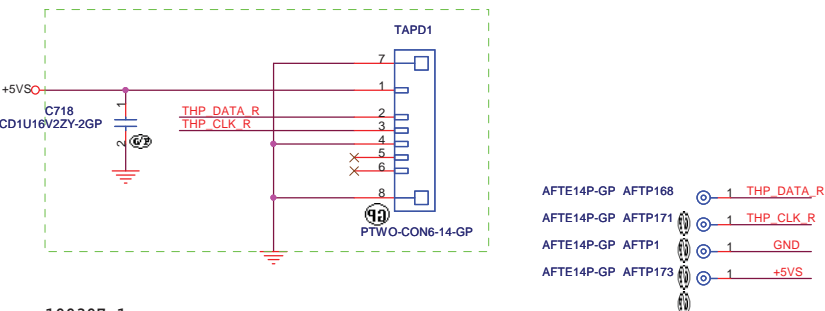 TAPD1
7
+5VS
1
1
C718
CD1U16V2ZY-2GP
THP_DATA_R
2
THP_CLK_R
3
4
2
5
6
8
PTWO-CON6-14-GP
AFTE14P-GP AFTP168 1 THP_DATA_R
AFTE14P-GP AFTP171 1 THP_CLK_R
AFTE14P-GP AFTP1 1 GND
AFTE14P-GP AFTP173 1 +5VS